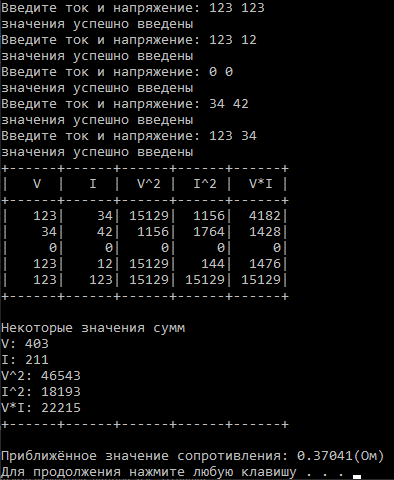 Введите ток и напряжение: 123 123
значения успешно введены
Введите ток и напряжение: 123 12
значения успешно введены
Введите ток и напряжение: 0 0
значения успешно введены
Введите ток и напряжение: 34 42
значения успешно введены
Введите ток и напряжение: 123 34
значения успешно введены
+------+------+------+------+------+
|   V  |   I  |  V^2 |  I^2 |  V*I |
+------+------+------+------+------+
|   123|    34| 15129|  1156|  4182|
|    34|    42|  1156|  1764|  1428|
|     0|     0|     0|     0|     0|
|   123|    12| 15129|   144|  1476|
|   123|   123| 15129| 15129| 15129|
+------+------+------+------+------+
Некоторые значения сумм
V: 403
I: 211
V^2: 46543
I^2: 18193
V*I: 22215
+------+------+------+------+------+
Приближённое значение сопротивления: 0.37041(Ом)
Для продолжения нажмите любую клавишу . . .